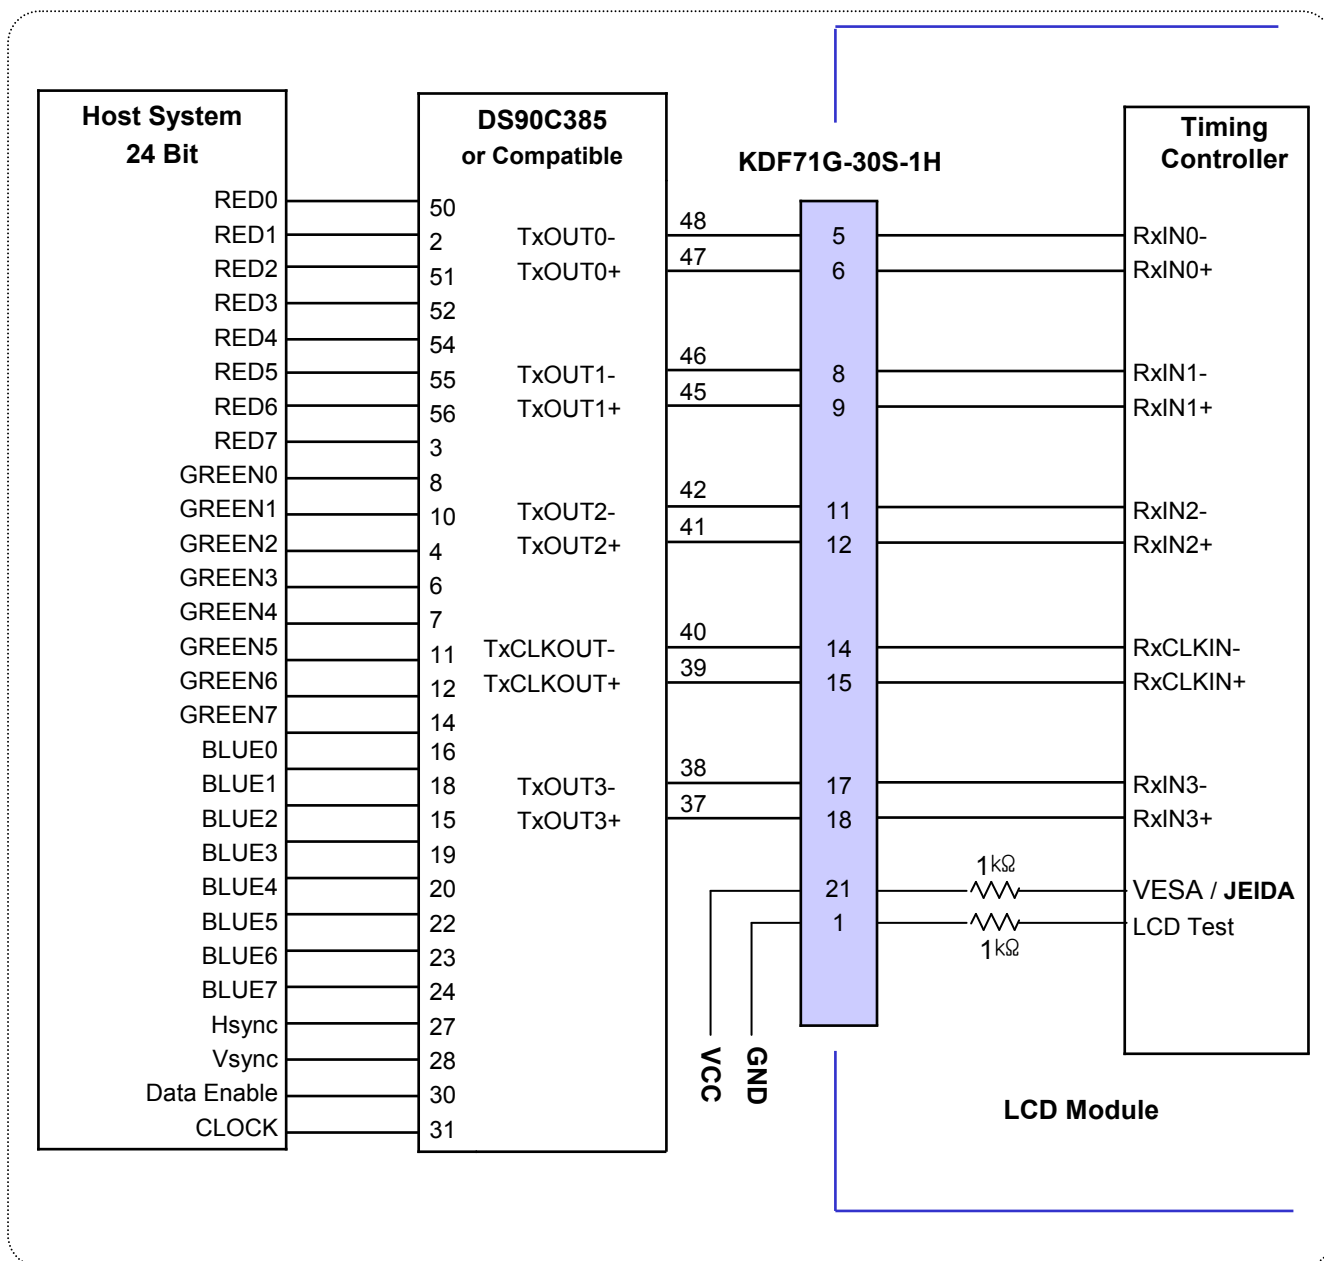 Host System
24 Bit
RED0
RED1
RED2
RED3
RED4
RED5
RED6
RED7
GREEN0
GREEN1
GREEN2
GREEN3
GREEN4
GREEN5
GREEN6
GREEN7
BLUE0
BLUE1
BLUE2
BLUE3
BLUE4
BLUE5
BLUE6
BLUE7
Hsync
Vsync
Data Enable
CLOCK
DS90C385
or Compatible
50
2
51
52
54
55
56
3
8
10
4
6
7
11
12
14
16
18
15
19
20
22
23
24
27
28
30
31
TxOUT0-
TxOUT0+
TxOUT1-
TxOUT1+
TxOUT2-
TxOUT2+
TxCLKOUT-
TxCLKOUT+
TxOUT3-
TxOUT3+
48
47
46
45
42
41
40
39
38
37
VCC
GND
KDF71G-30S-1H
5
6
8
9
11
12
14
15
17
18
21
1
1kΩ
1kΩ
Timing
Controller
RxIN0-
RxIN0+
RxIN1-
RxIN1+
RxIN2-
RxIN2+
RxCLKIN-
RxCLKIN+
RxIN3-
RxIN3+
VESA / JEIDA
LCD Test
LCD Module